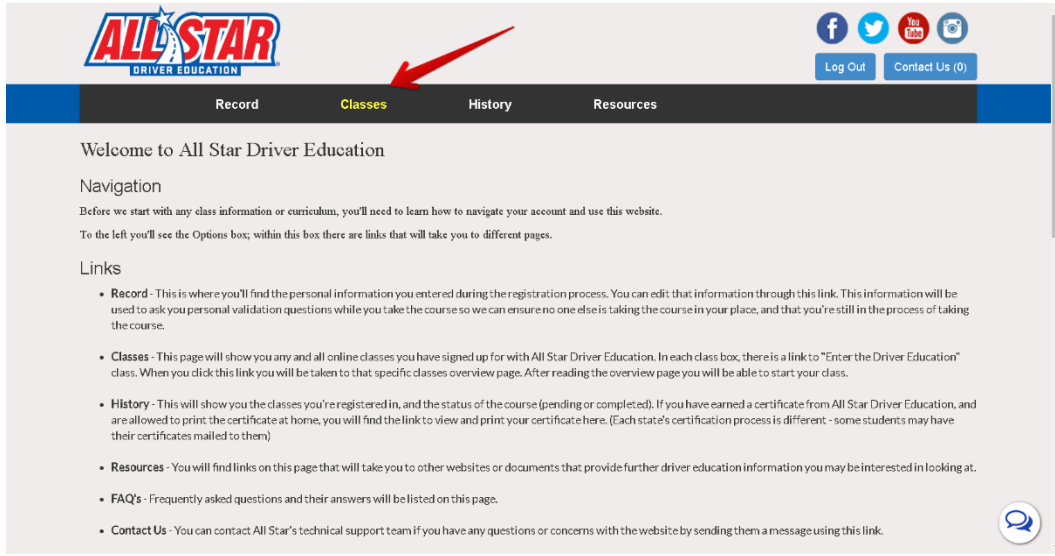 ALL STAR
DRIVER EDUCATION
f
You
Tube
Log Out
Contact Us (0)
Record
Classes
History
Resources
Welcome to All Star Driver Education
Navigation
Before we start with any class information or curriculum, you'll need to learn how to navigate your account and use this website.
To the left you'll see the Options box; within this box there are links that will take you to different pages.
Links
• Record - This is where you'll find the personal information you entered during the registration process. You can edit that information through this link. This information will be
used to ask you personal validation questions while you take the course so we can ensure no one else is taking the course in your place, and that you're still in the process of taking
the course.
• Classes - This page will show you any and all online classes you have signed up for with All Star Driver Education. In each class box, there is a link to "Enter the Driver Education"
class. When you click this link you will be taken to that specific classes overview page. After reading the overview page you will be able to start your class.
• History - This will show you the classes you're registered in, and the status of the course (pending or completed). If you have earned a certificate from All Star Driver Education, and
are allowed to print the certificate at home, you will find the link to view and print your certificate here. (Each state's certification process is different - some students may have
their certificates mailed to them)
• Resources - You will find links on this page that will take you to other websites or documents that provide further driver education information you may be interested in looking at.
• FAQ's - Frequently asked questions and their answers will be listed on this page.
• Contact Us - You can contact All Star's technical support team if you have any questions or concerns with the website by sending them a message using this link.